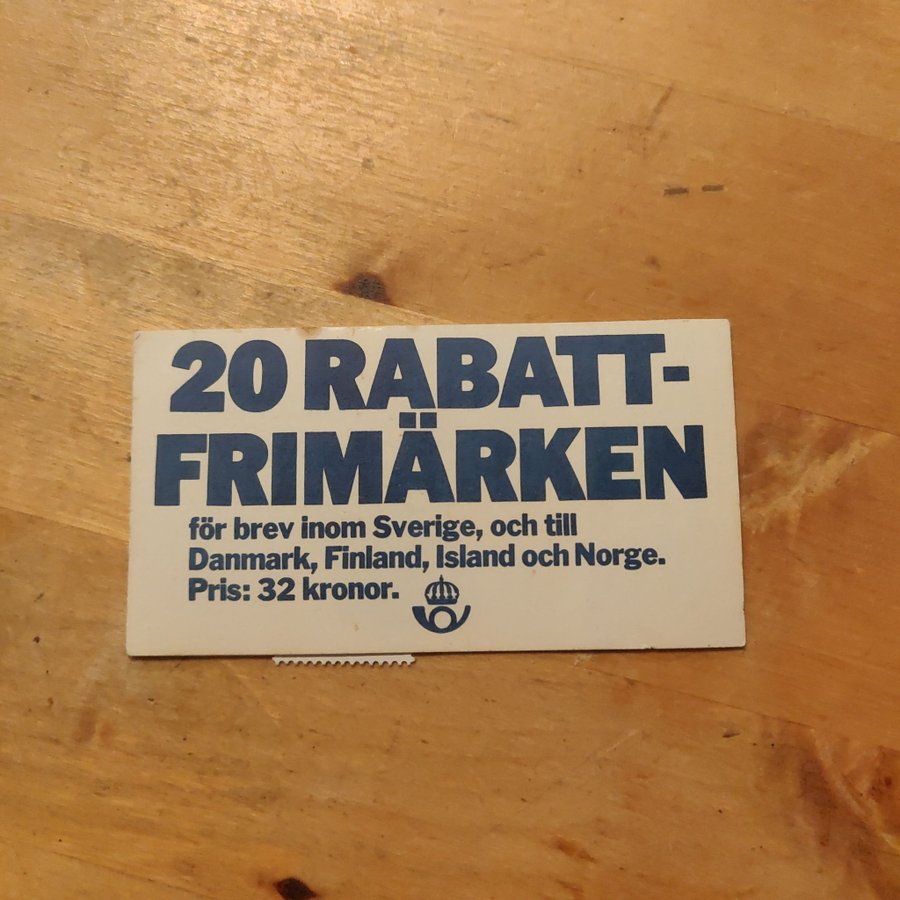 20 RABATT-
FRIMÄRKEN
för brev inom Sverige, och till
Danmark, Finland, Island och Norge.
Pris: 32 kronor.